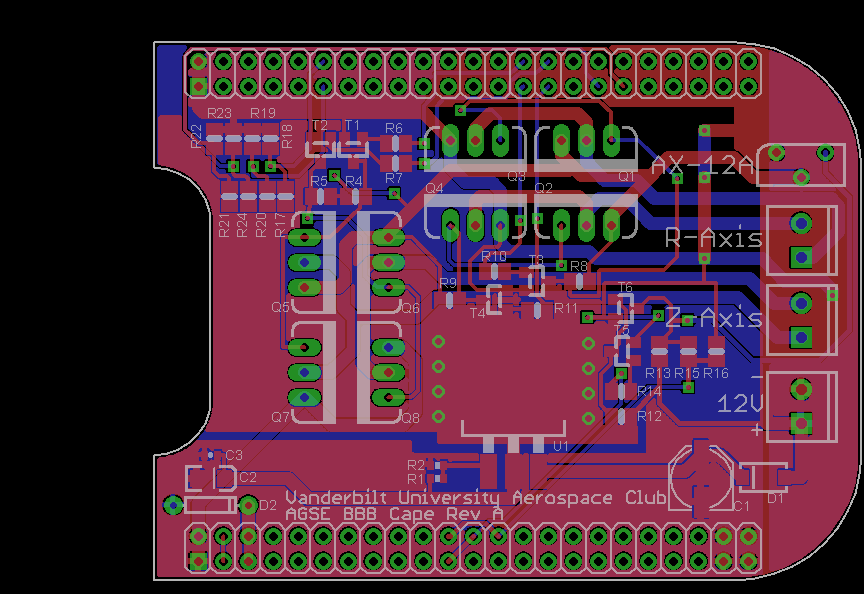 R23 R19
R22
R18
T2 T1 R6
R7
R5 R4
R21
R24
R20
R17
Q4 Q3 Q2 Q1
AX-12A
R-Axis
Z-Axis
Q5 Q6
R10 T3 R8
R9 T4 R11
T6
T5
R13 R15 R16
R14
R12
Q7 Q8
-
12V
+
U1
C3
C2
R2
R1
D2
C1
D1
Vanderbilt University Aerospace Club
AGSE BBB Cape Rev A